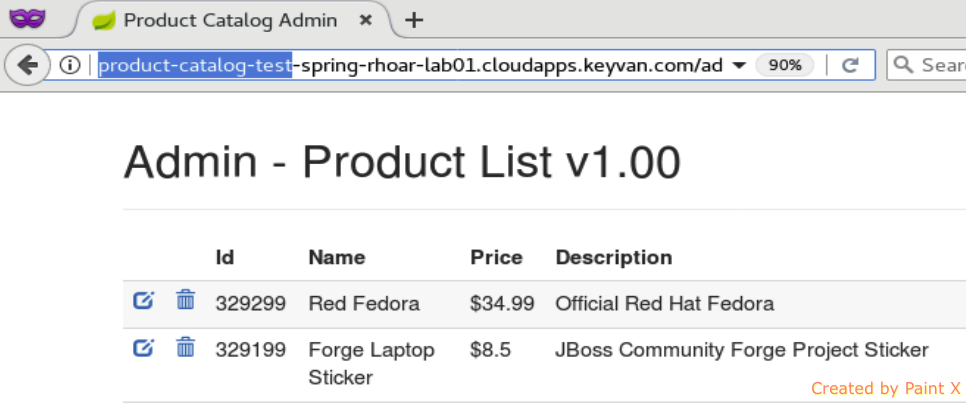 Product Catalog Admin
product-catalog-test-spring-rhoar-lab01.cloudapps.keyvan.com/ad 90% Sear
Admin - Product List v1.00
Id Name Price Description
329299 Red Fedora $34.99 Official Red Hat Fedora
329199 Forge Laptop $8.5 JBoss Community Forge Project Sticker
Sticker
Created by Paint X